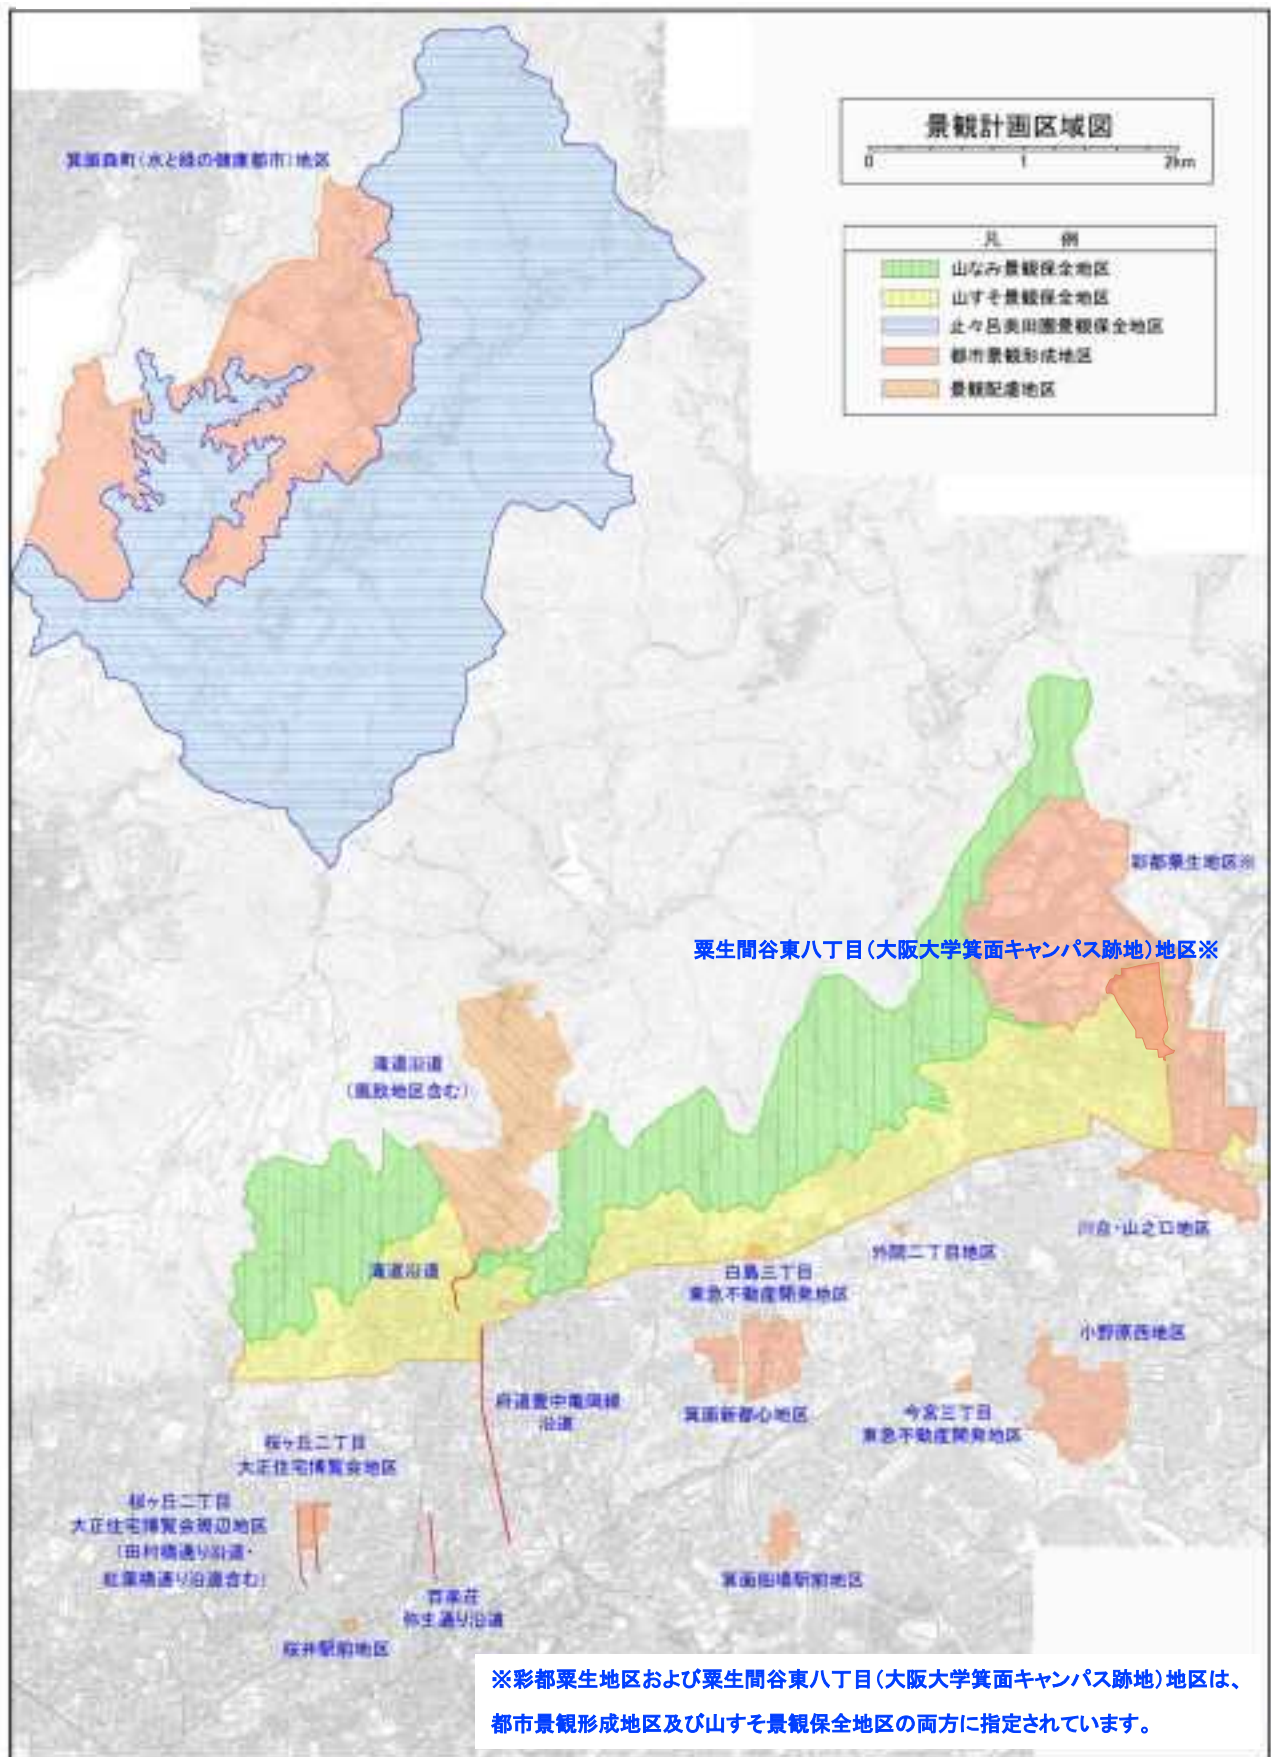 景観計画区域図
0 1 2km
凡 例
山なみ景観保全地区
山すそ景観保全地区
止々呂美田園景観保全地区
都市景観形成地区
景観配慮地区
箕面森町(水と緑の健康都市)地区
彩都粟生地区※
粟生間谷東八丁目(大阪大学箕面キャンパス跡地)地区※
滝道沿道
(風致地区含む)
滝道沿道
川合・山之口地区
外院二丁目地区
白島三丁目
東急不動産開発地区
小野原西地区
府道豊中亀岡線
沿道
箕面新都心地区
今宮三丁目
東急不動産開発地区
桜ヶ丘二丁目
大正住宅博覧会地区
桜ヶ丘二丁目
大正住宅博覧会周辺地区
(田村橋通り沿道・
紅葉橋通り沿道含む)
百楽荘
弥生通り沿道
箕面船場駅前地区
桜井駅前地区
※彩都粟生地区および粟生間谷東八丁目(大阪大学箕面キャンパス跡地)地区は、
都市景観形成地区及び山すそ景観保全地区の両方に指定されています。